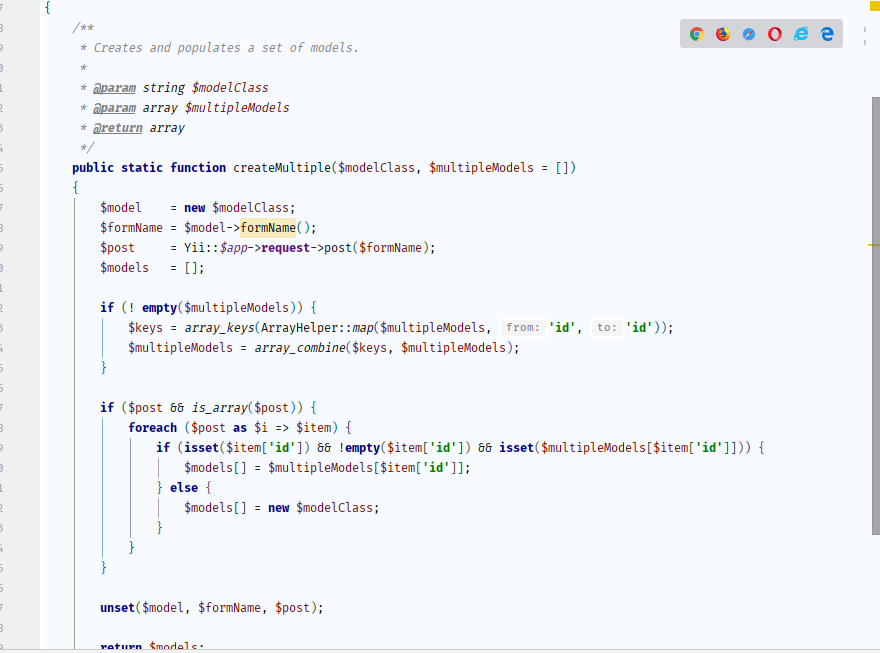 {
/**
* Creates and populates a set of models.
*
* @param string $modelClass
* @param array $multipleModels
* @return array
*/
public static function createMultiple($modelClass, $multipleModels = [])
{
$model    = new $modelClass;
$formName = $model->formName();
$post     = Yii::$app->request->post($formName);
$models   = [];
if (! empty($multipleModels)) {
$keys = array_keys(ArrayHelper::map($multipleModels, from: 'id', to: 'id'));
$multipleModels = array_combine($keys, $multipleModels);
}
if ($post && is_array($post)) {
foreach ($post as $i => $item) {
if (isset($item['id']) && !empty($item['id']) && isset($multipleModels[$item['id']])) {
$models[] = $multipleModels[$item['id']];
} else {
$models[] = new $modelClass;
}
}
}
unset($model, $formName, $post);
return $models;